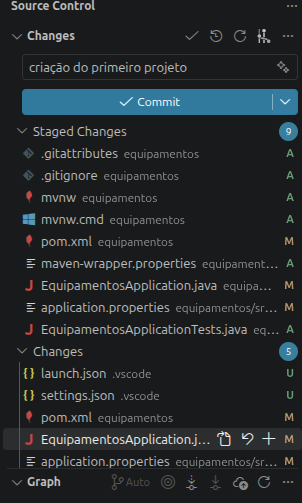 Source Control
Changes
criação do primeiro projeto
Commit
Staged Changes 9
.gitattributes equipamentos A
.gitignore equipamentos A
mvnw equipamentos A
mvnw.cmd equipamentos A
pom.xml equipamentos M
maven-wrapper.properties equipament... A
EquipamentosApplication.java equipa... M
application.properties equipamentos/sr... M
EquipamentosApplicationTests.java eq... A
Changes 5
launch.json .vscode U
settings.json .vscode U
pom.xml equipamentos M
EquipamentosApplication.j... M
application.properties equipamentos/sr... M
Graph Auto